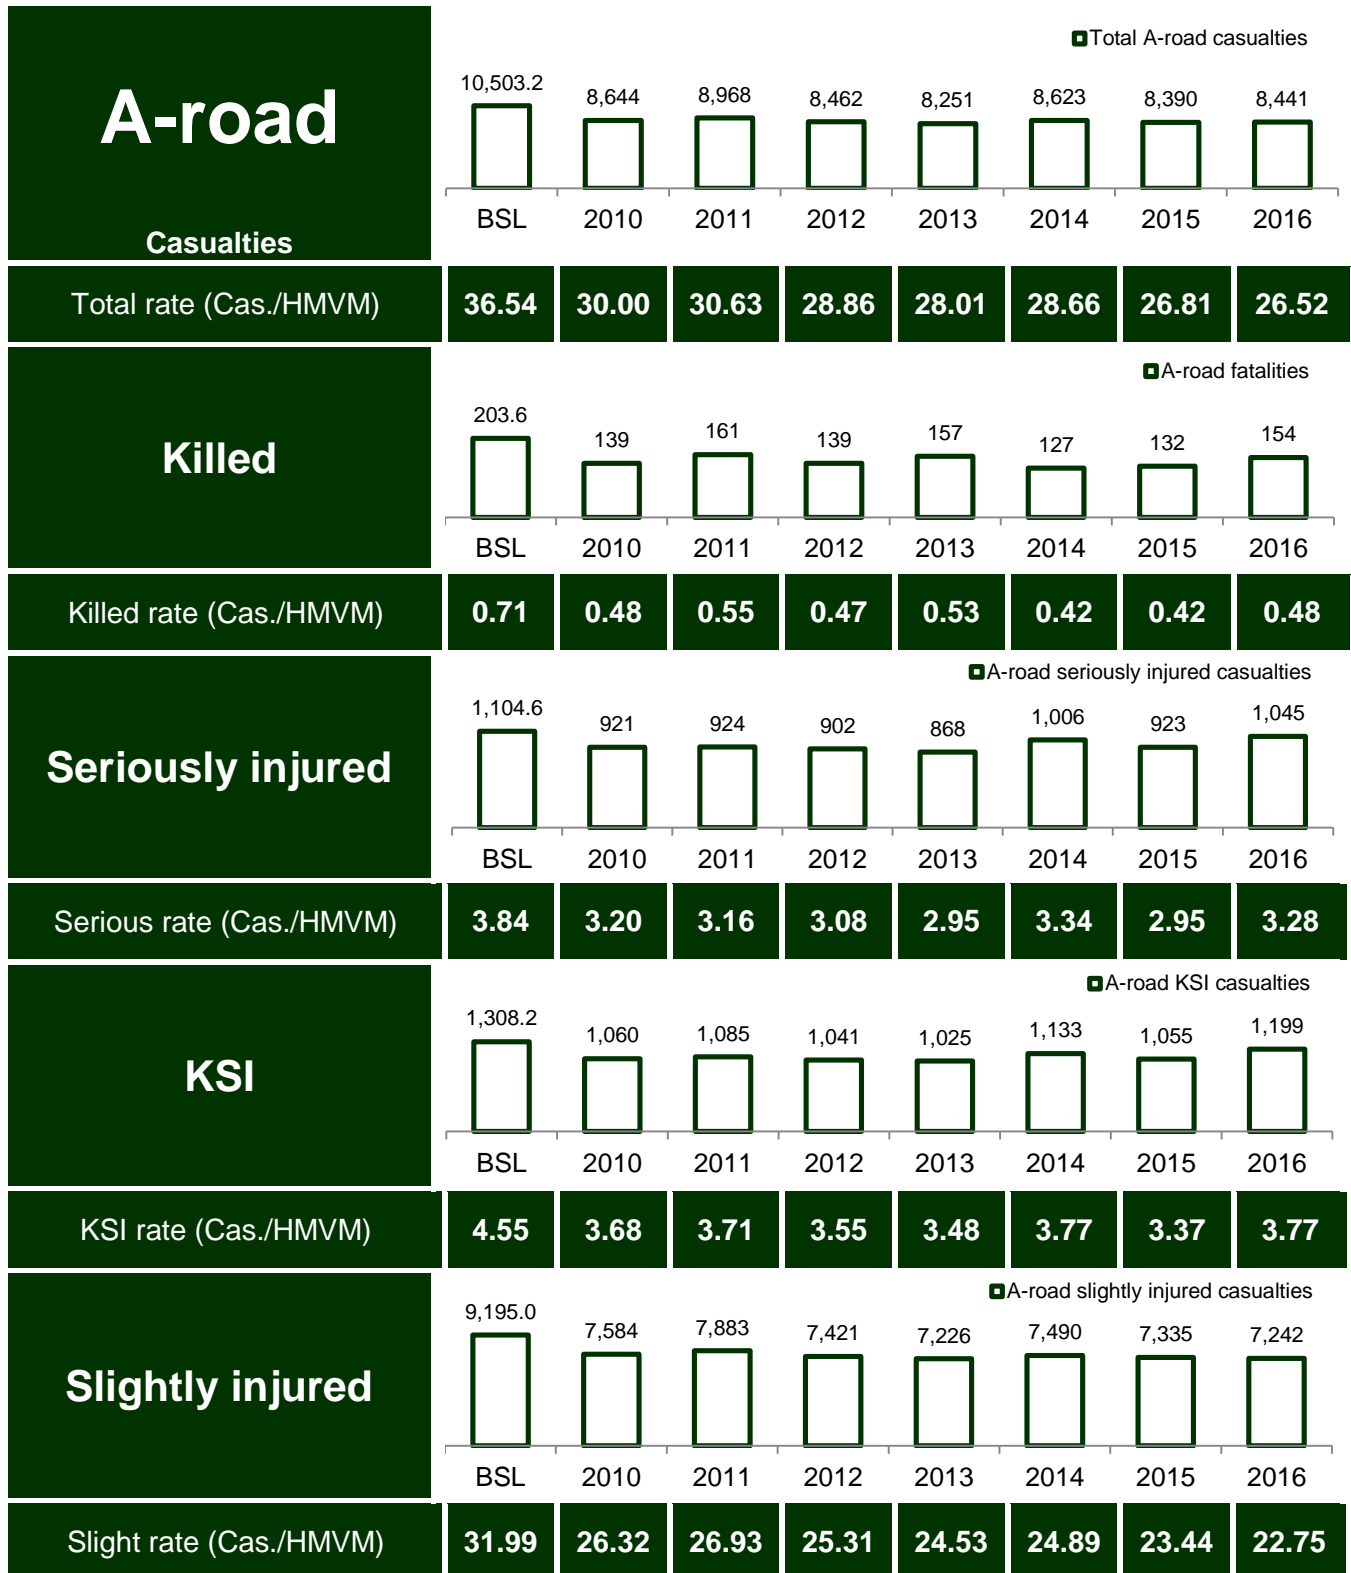 A-road
Casualties
Total A-road casualties
10,503.2 8,644 8,968 8,462 8,251 8,623 8,390 8,441
BSL 2010 2011 2012 2013 2014 2015 2016
Total rate (Cas./HMVM) 36.54 30.00 30.63 28.86 28.01 28.66 26.81 26.52
Killed
A-road fatalities
203.6 139 161 139 157 127 132 154
BSL 2010 2011 2012 2013 2014 2015 2016
Killed rate (Cas./HMVM) 0.71 0.48 0.55 0.47 0.53 0.42 0.42 0.48
Seriously injured
A-road seriously injured casualties
1,104.6 921 924 902 868 1,006 923 1,045
BSL 2010 2011 2012 2013 2014 2015 2016
Serious rate (Cas./HMVM) 3.84 3.20 3.16 3.08 2.95 3.34 2.95 3.28
KSI
A-road KSI casualties
1,308.2 1,060 1,085 1,041 1,025 1,133 1,055 1,199
BSL 2010 2011 2012 2013 2014 2015 2016
KSI rate (Cas./HMVM) 4.55 3.68 3.71 3.55 3.48 3.77 3.37 3.77
Slightly injured
A-road slightly injured casualties
9,195.0 7,584 7,883 7,421 7,226 7,490 7,335 7,242
BSL 2010 2011 2012 2013 2014 2015 2016
Slight rate (Cas./HMVM) 31.99 26.32 26.93 25.31 24.53 24.89 23.44 22.75